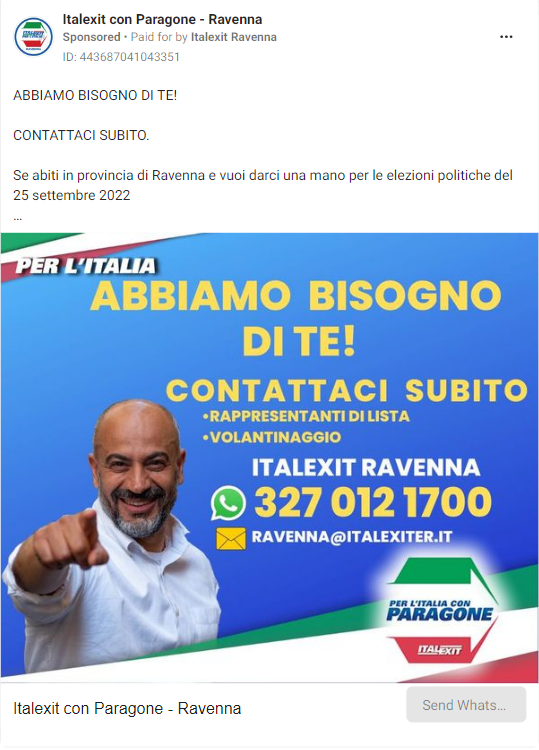 Italexit con Paragone - Ravenna
Sponsored • Paid for by Italexit Ravenna
ID: 443687041043351
ABBIAMO BISOGNO DI TE!
CONTATTACI SUBITO.
Se abiti in provincia di Ravenna e vuoi darci una mano per le elezioni politiche del
25 settembre 2022
...
PER L'ITALIA
ABBIAMO BISOGNO
DI TE!
CONTATTACI SUBITO
•RAPPRESENTANTI DI LISTA
•VOLANTINAGGIO
ITALEXIT RAVENNA
327 012 1700
RAVENNA@ITALEXITER.IT
PER L'ITALIA CON
PARAGONE
ITALEXIT
Italexit con Paragone - Ravenna
Send Whats...